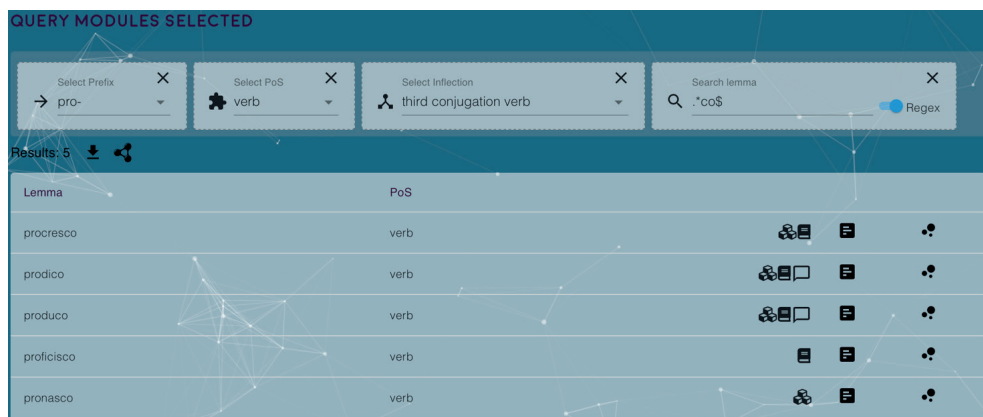 QUERY MODULES SELECTED
Select Prefix
pro-
Select PoS
verb
Select Inflection
third conjugation verb
Search lemma
.*co$
Regex
Results: 5
Lemma PoS
procresco verb
prodico verb
produco verb
proficisco verb
pronasco verb